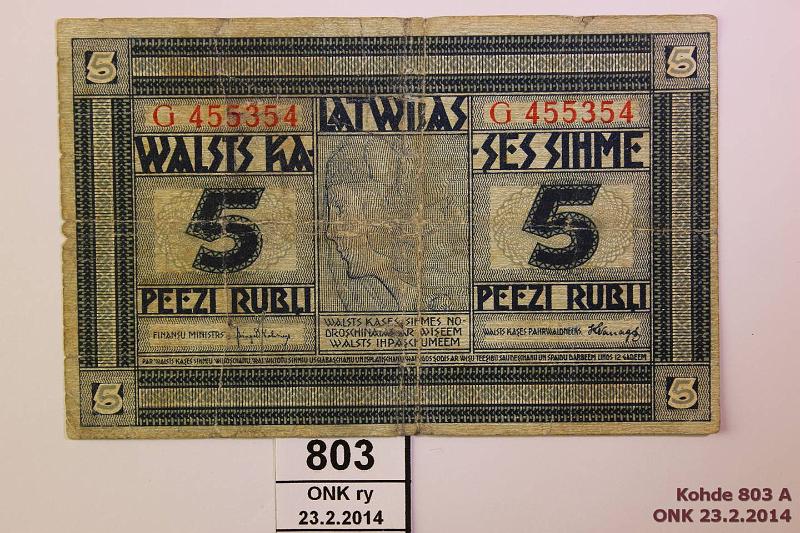 5 5
G 455354 LATWIJAS G 455354
WALSTS KA- -SES SIHME
5 5
PEEZI RUBĻI PEEZI RUBĻI
FINANSU MINISTRS WALSTS KASES SIHMES NO- WALSTS KASES PAHRWALDNEEKS
DROSCHINATAS AR WISEEM
WALSTS IHPASCHUMEEM
5 5
803
ONK ry
23.2.2014
Kohde 803 A
ONK 23.2.2014